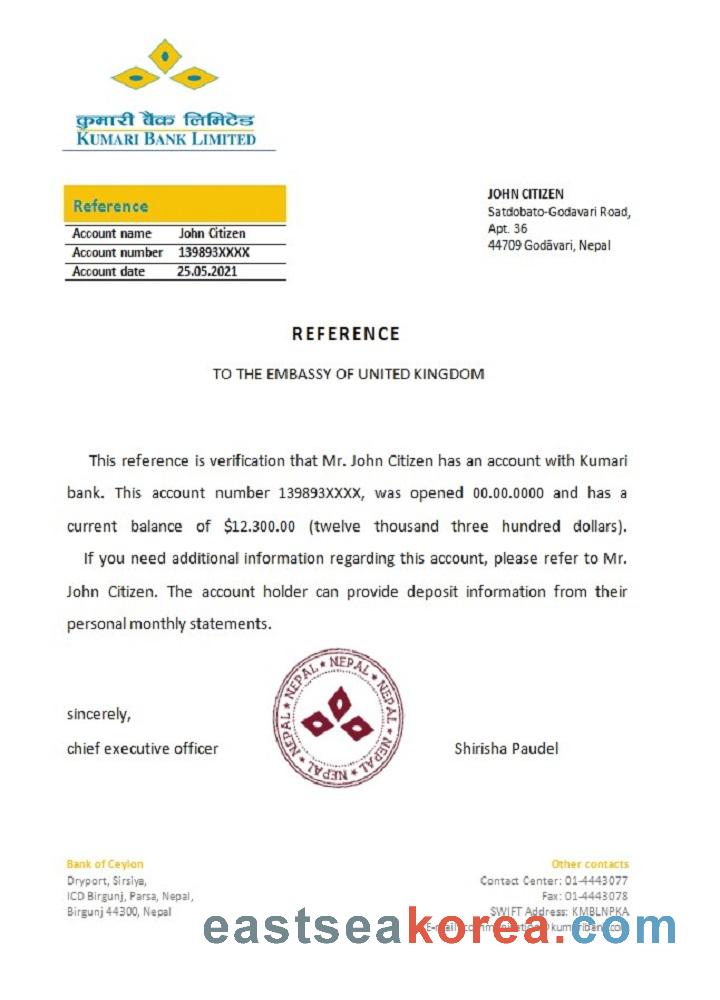 कुमारी बैंक लिमिटेड
KUMARI BANK LIMITED
Reference
Account name John Citizen
Account number 139893XXXX
Account date 25.05.2021
JOHN CITIZEN
Satdobato-Godavari Road,
Apt. 36
44709 Godāvari, Nepal
REFERENCE
TO THE EMBASSY OF UNITED KINGDOM
This reference is verification that Mr. John Citizen has an account with Kumari
bank. This account number 139893XXXX, was opened 00.00.0000 and has a
current balance of $12.300.00 (twelve thousand three hundred dollars).
If you need additional information regarding this account, please refer to Mr.
John Citizen. The account holder can provide deposit information from their
personal monthly statements.
NEPAL ★ NEPAL ★ NEPAL ★ NEPAL ★ NEPAL ★ NEPAL ★
sincerely,
chief executive officer
Shirisha Paudel
Bank of Ceylon
Dryport, Sirsiya,
ICD Birgunj, Parsa, Nepal,
Birgunj 44300, Nepal
Other contacts
Contact Center: 01-4443077
Fax: 01-4443078
SWIFT Address: KMBLNPKA
eastseakorea.com